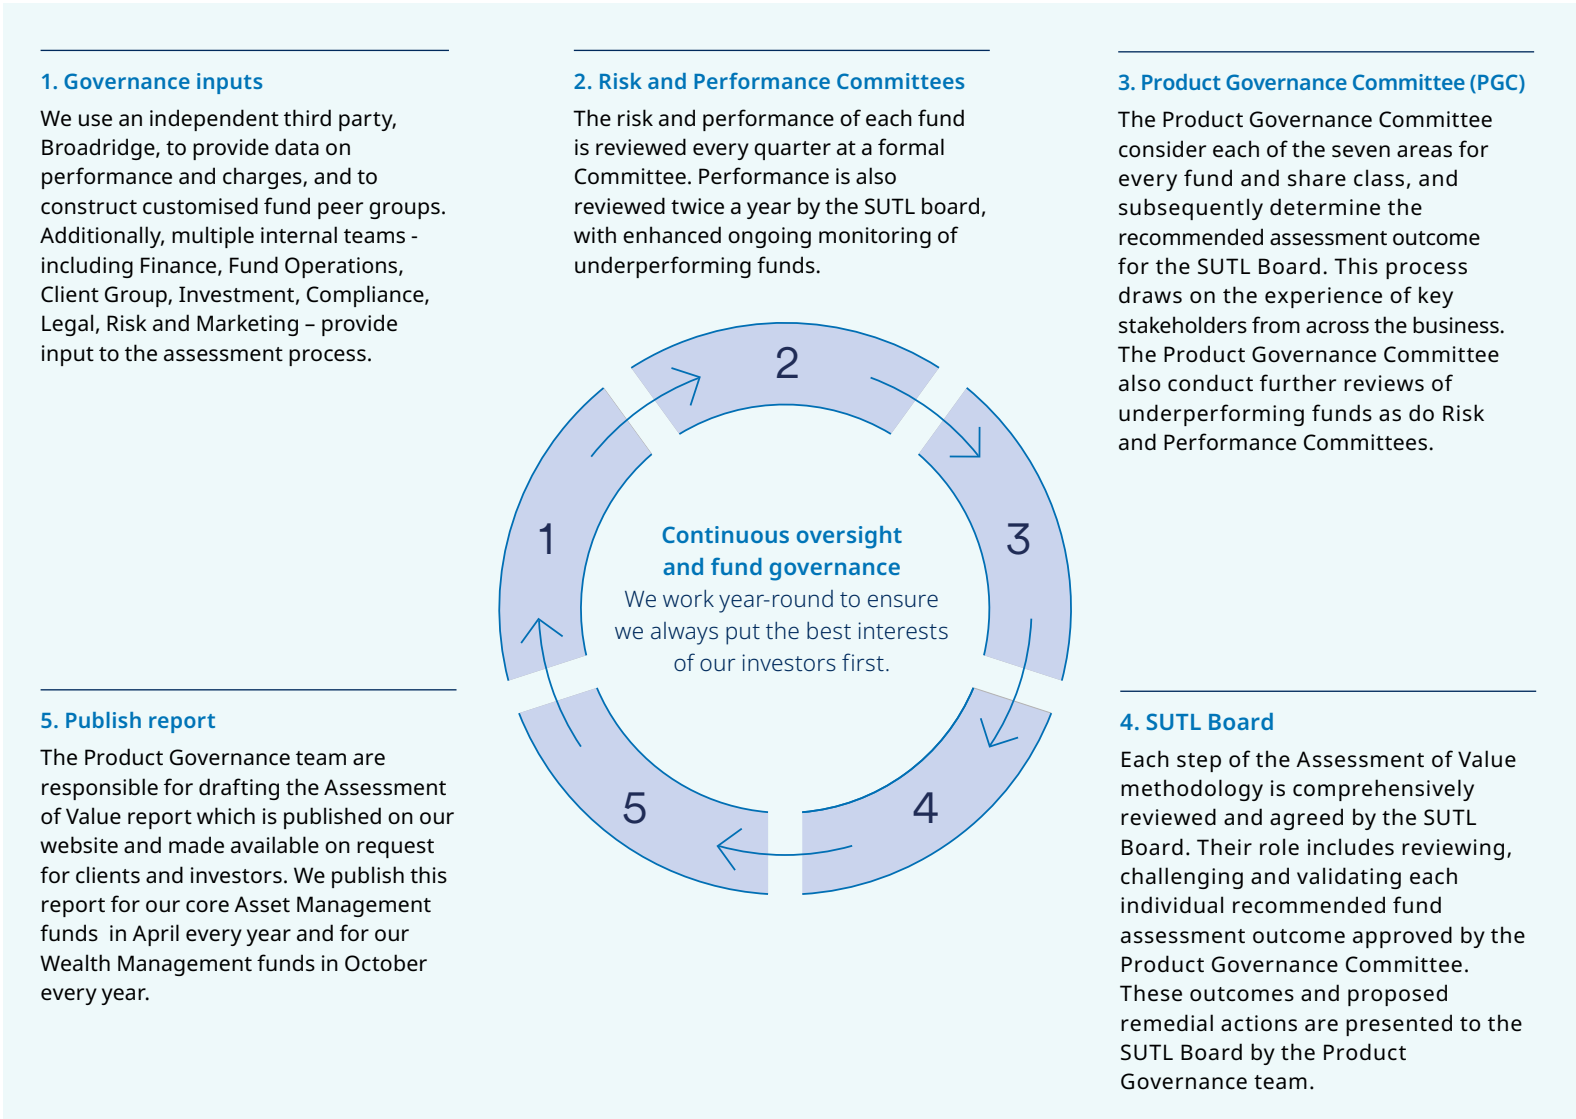 1. Governance inputs
We use an independent third party,
Broadridge, to provide data on
performance and charges, and to
construct customised fund peer groups.
Additionally, multiple internal teams -
including Finance, Fund Operations,
Client Group, Investment, Compliance,
Legal, Risk and Marketing – provide
input to the assessment process.
2. Risk and Performance Committees
The risk and performance of each fund
is reviewed every quarter at a formal
Committee. Performance is also
reviewed twice a year by the SUTL board,
with enhanced ongoing monitoring of
underperforming funds.
3. Product Governance Committee (PGC)
The Product Governance Committee
consider each of the seven areas for
every fund and share class, and
subsequently determine the
recommended assessment outcome
for the SUTL Board. This process
draws on the experience of key
stakeholders from across the business.
The Product Governance Committee
also conduct further reviews of
underperforming funds as do Risk
and Performance Committees.
2
1
3
Continuous oversight
and fund governance
We work year-round to ensure
we always put the best interests
of our investors first.
5
4
5. Publish report
The Product Governance team are
responsible for drafting the Assessment
of Value report which is published on our
website and made available on request
for clients and investors. We publish this
report for our core Asset Management
funds  in April every year and for our
Wealth Management funds in October
every year.
4. SUTL Board
Each step of the Assessment of Value
methodology is comprehensively
reviewed and agreed by the SUTL
Board. Their role includes reviewing,
challenging and validating each
individual recommended fund
assessment outcome approved by the
Product Governance Committee.
These outcomes and proposed
remedial actions are presented to the
SUTL Board by the Product
Governance team.